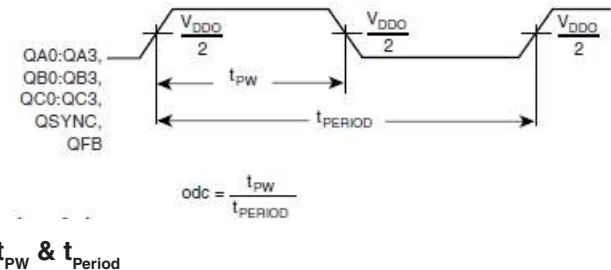 V_DDO
2
V_DDO
2
V_DDO
2
QA0:QA3,
QB0:QB3,
QC0:QC3,
QSYNC,
QFB
t_PW
t_PERIOD
odc = t_PW
t_PERIOD
t_PW & t_Period